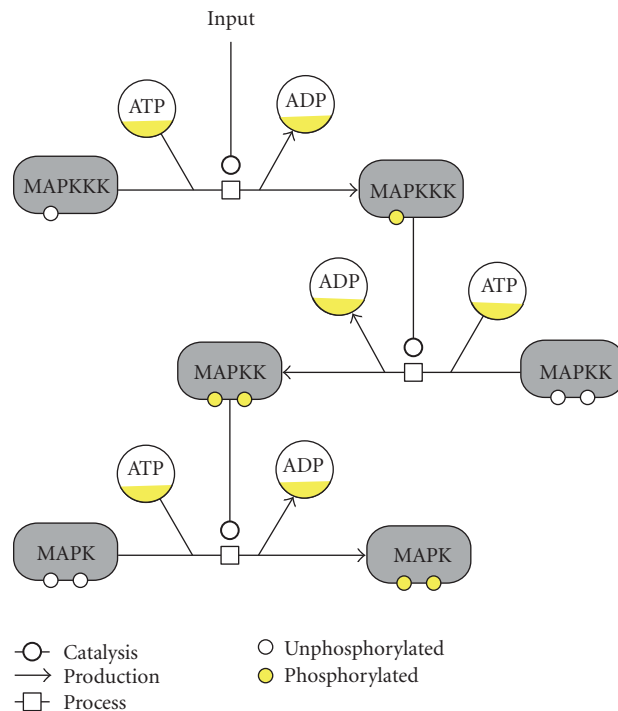 Input
ATP
ADP
MAPKKK
MAPKKK
ADP
ATP
MAPKK
MAPKK
ATP
ADP
MAPK
MAPK
Catalysis
Production
Process
Unphosphorylated
Phosphorylated